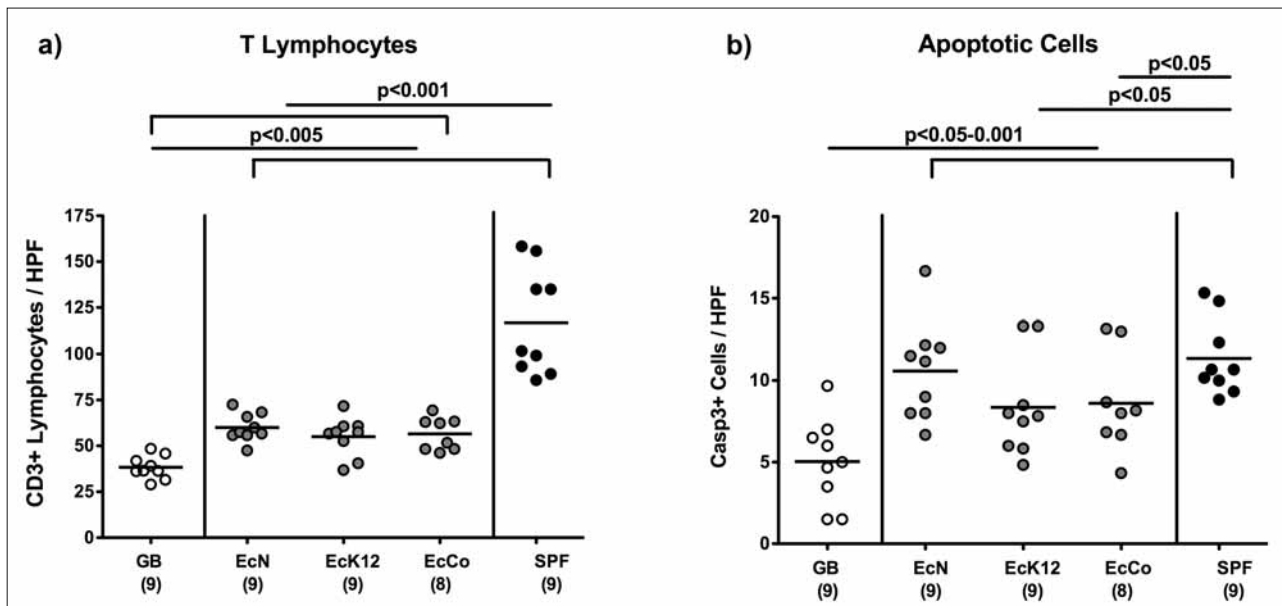 a)
T Lymphocytes
p<0.001
p<0.005
CD3+ Lymphocytes / HPF
175
150
125
100
75
50
25
0
GB EcN EcK12 EcCo SPF
(9) (9) (9) (8) (9)
b)
Apoptotic Cells
p<0.05
p<0.05
p<0.05-0.001
Casp3+ Cells / HPF
20
15
10
5
0
GB EcN EcK12 EcCo SPF
(9) (9) (9) (8) (9)